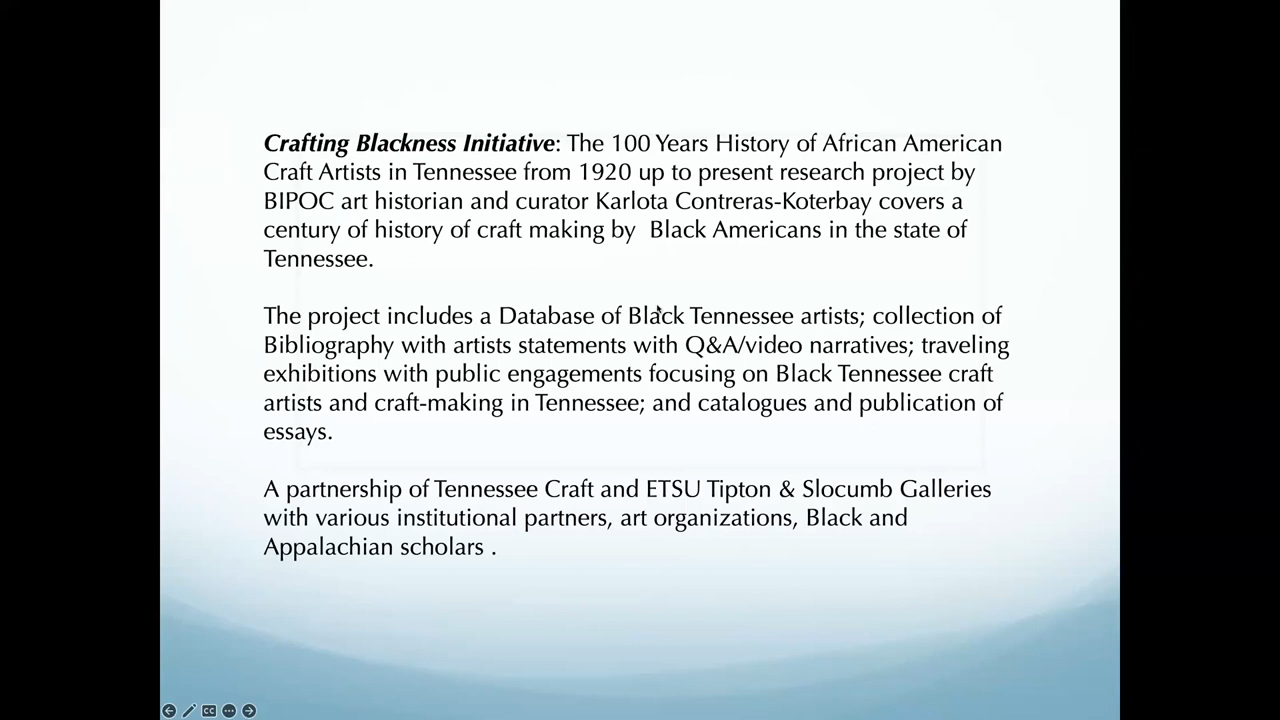 Crafting Blackness Initiative: The 100 Years History of African American
Craft Artists in Tennessee from 1920 up to present research project by
BIPOC art historian and curator Karlota Contreras-Koterbay covers a
century of history of craft making by  Black Americans in the state of
Tennessee.
The project includes a Database of Black Tennessee artists; collection of
Bibliography with artists statements with Q&A/video narratives; traveling
exhibitions with public engagements focusing on Black Tennessee craft
artists and craft-making in Tennessee; and catalogues and publication of
essays.
A partnership of Tennessee Craft and ETSU Tipton & Slocumb Galleries
with various institutional partners, art organizations, Black and
Appalachian scholars .
CC